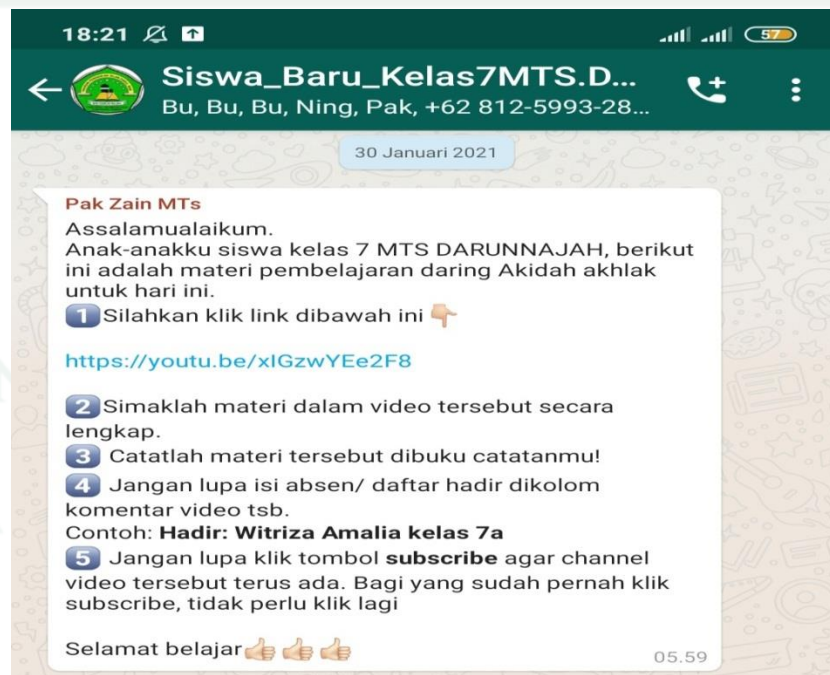 18:21
57
Siswa_Baru_Kelas7MTS.D...
Bu, Bu, Bu, Ning, Pak, +62 812-5993-28...
30 Januari 2021
Pak Zain MTs
Assalamualaikum.
Anak-anakku siswa kelas 7 MTS DARUNNAJAH, berikut
ini adalah materi pembelajaran daring Akidah akhlak
untuk hari ini.
1️⃣Silahkan klik link dibawah ini 👇🏻
https://youtu.be/xIGzwYEe2F8
2️⃣Simaklah materi dalam video tersebut secara
lengkap.
3️⃣ Catatlah materi tersebut dibuku catatanmu!
4️⃣ Jangan lupa isi absen/ daftar hadir dikolom
komentar video tsb.
Contoh: Hadir: Witriza Amalia kelas 7a
5️⃣ Jangan lupa klik tombol subscribe agar channel
video tersebut terus ada. Bagi yang sudah pernah klik
subscribe, tidak perlu klik lagi
Selamat belajar👍🏻👍🏻👍🏻
05.59